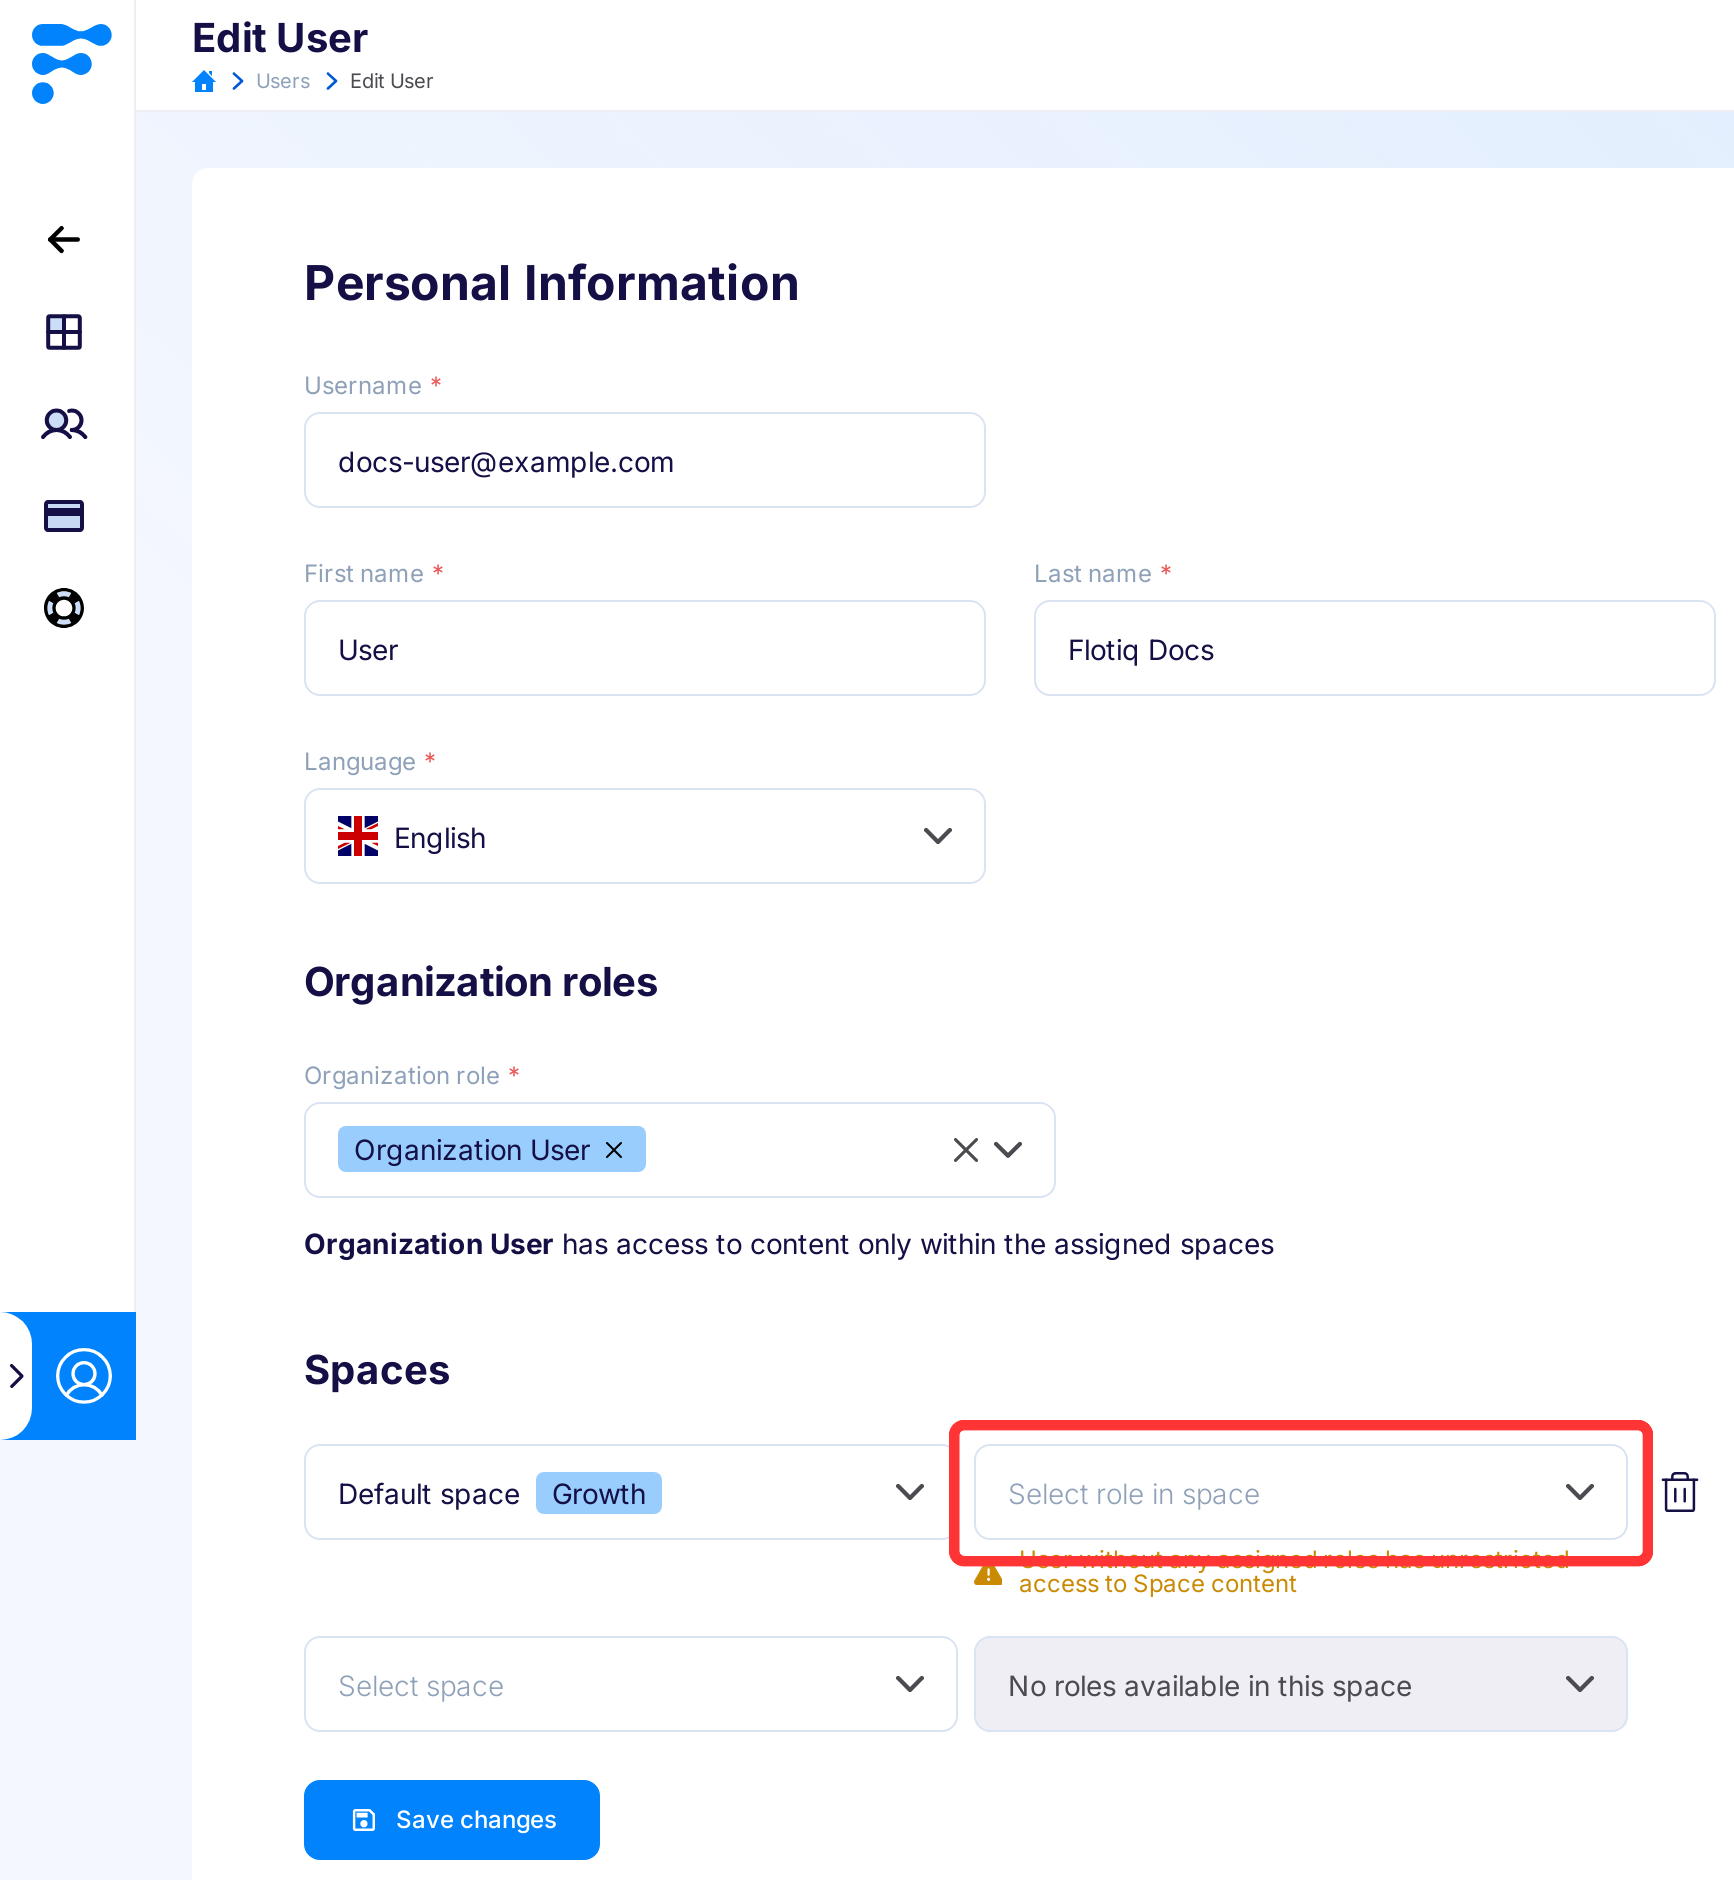 Edit User
Users Edit User
Personal Information
Username *
docs-user@example.com
First name * Last name *
User Flotiq Docs
Language *
English
Organization roles
Organization role *
Organization User
Organization User has access to content only within the assigned spaces
Spaces
Default space Growth Select role in space
User without any assigned roles has unrestricted
access to Space content
Select space No roles available in this space
Save changes